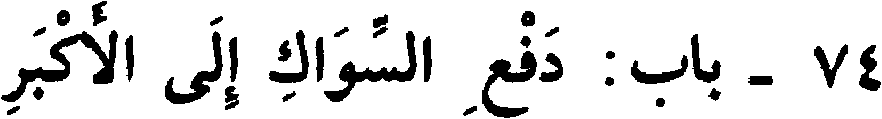 ٧٤ - باب: دَفْعِ السِّوَاكِ إِلَى الأَكْبَرِ